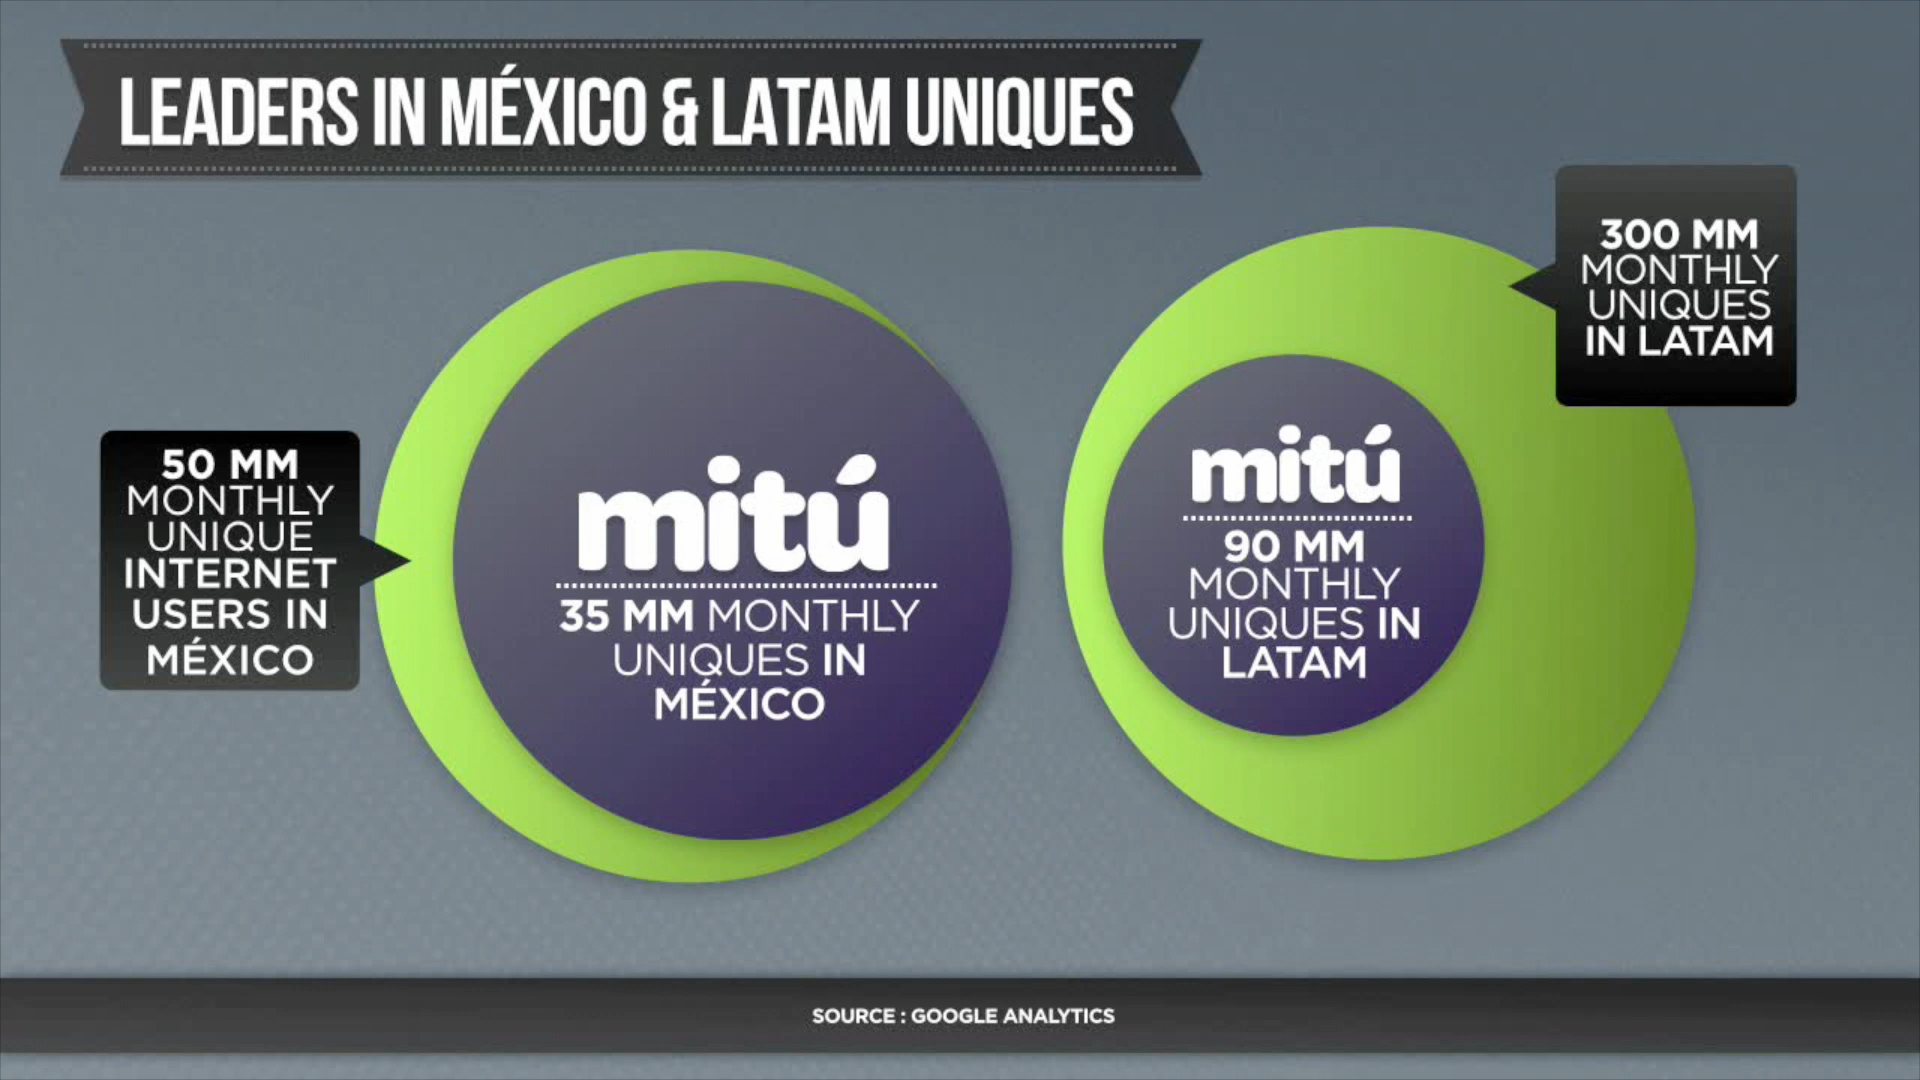 LEADERS IN MÉXICO & LATAM UNIQUES
50 MM
MONTHLY
UNIQUE
INTERNET
USERS IN
MÉXICO
mitú
35 MM MONTHLY
UNIQUES IN
MÉXICO
mitú
90 MM
MONTHLY
UNIQUES IN
LATAM
300 MM
MONTHLY
UNIQUES
IN LATAM
SOURCE : GOOGLE ANALYTICS